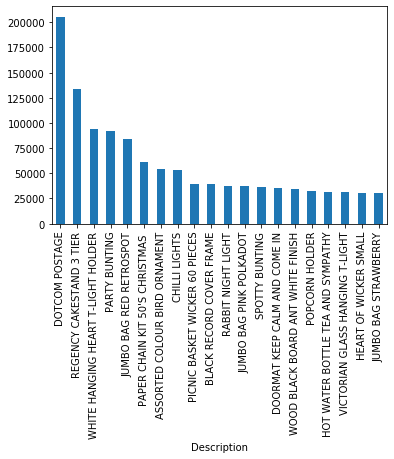 200000
175000
150000
125000
100000
75000
50000
25000
0
DOTCOM POSTAGE
REGENCY CAKESTAND 3 TIER
WHITE HANGING HEART T-LIGHT HOLDER
PARTY BUNTING
JUMBO BAG RED RETROSPOT
PAPER CHAIN KIT 50'S CHRISTMAS
ASSORTED COLOUR BIRD ORNAMENT
CHILLI LIGHTS
PICNIC BASKET WICKER 60 PIECES
BLACK RECORD COVER FRAME
RABBIT NIGHT LIGHT
JUMBO BAG PINK POLKADOT
SPOTTY BUNTING
DOORMAT KEEP CALM AND COME IN
WOOD BLACK BOARD ANT WHITE FINISH
POPCORN HOLDER
HOT WATER BOTTLE TEA AND SYMPATHY
VICTORIAN GLASS HANGING T-LIGHT
HEART OF WICKER SMALL
JUMBO BAG STRAWBERRY
Description